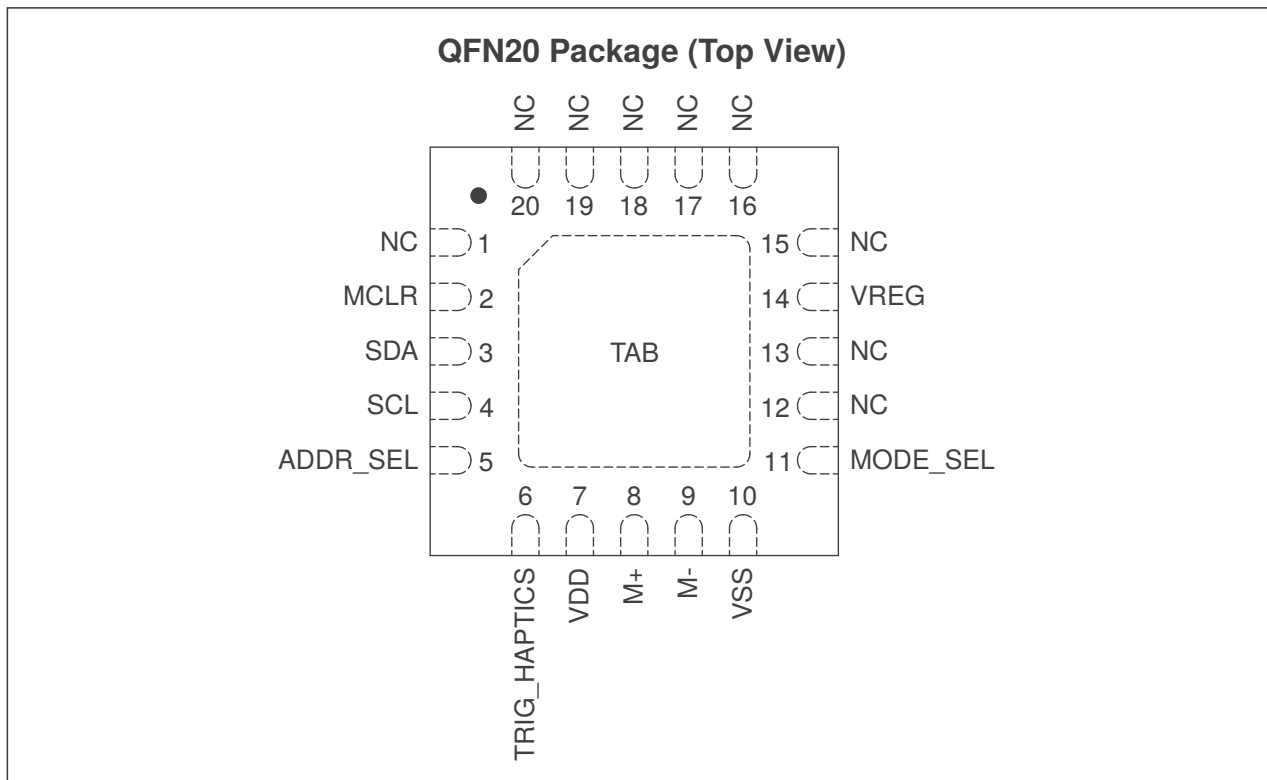 QFN20 Package (Top View)
NC NC NC NC NC
20 19 18 17 16
NC 1 15 NC
MCLR 2 14 VREG
SDA 3 TAB 13 NC
SCL 4 12 NC
ADDR_SEL 5 11 MODE_SEL
6 7 8 9 10
TRIG_HAPTICS VDD M+ M- VSS